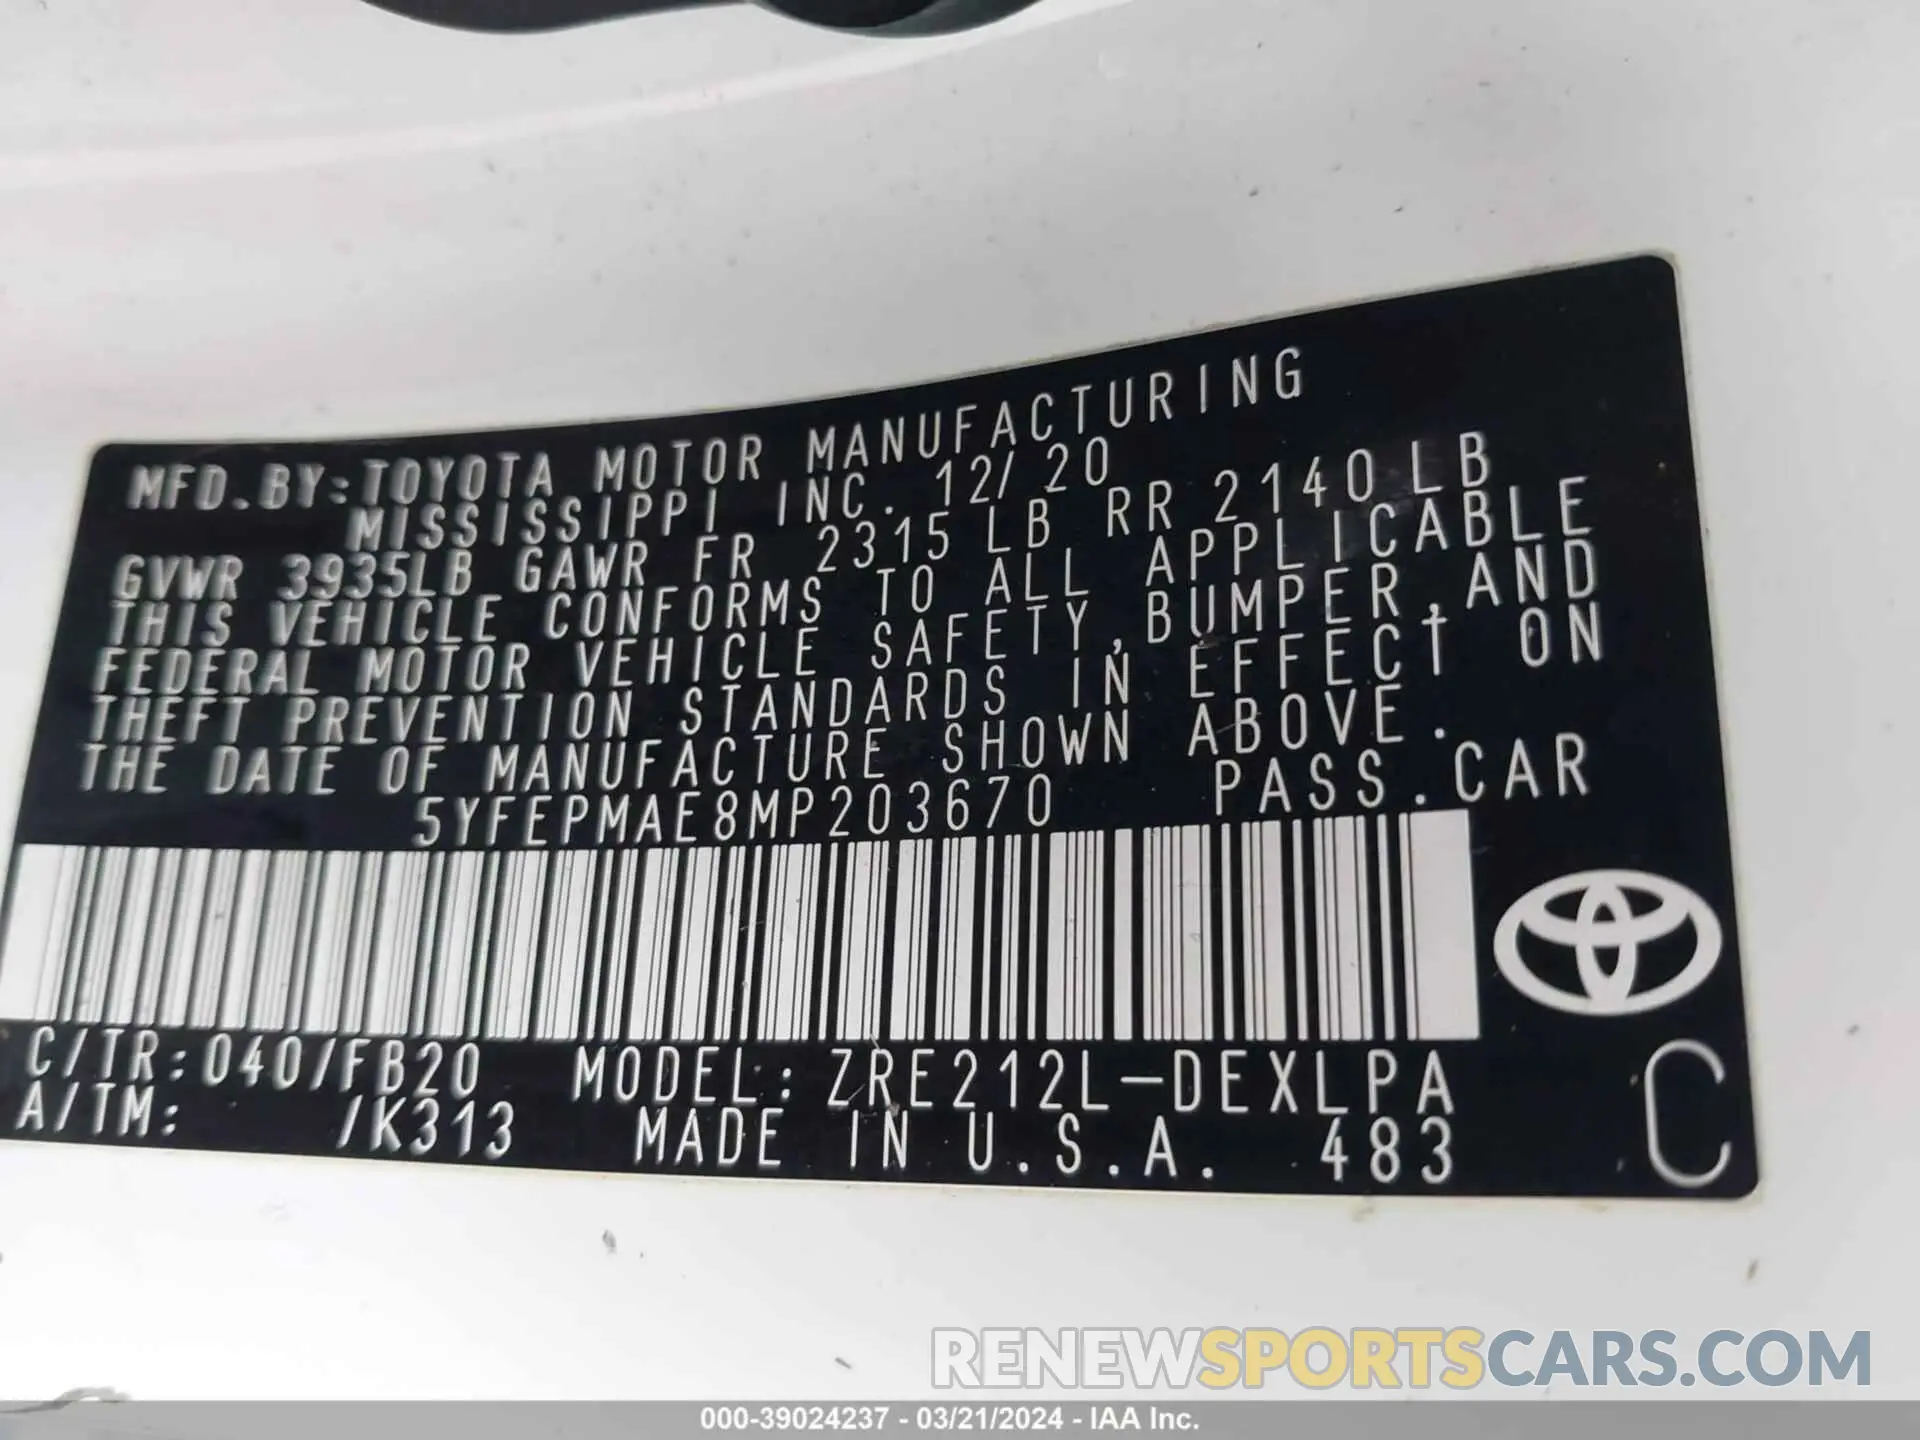 MFD.BY:TOYOTA MOTOR MANUFACTURING
MISSISSIPPI INC. 12/20
GVWR 3935LB GAWR FR 2315 LB RR 2140LB
THIS VEHICLE CONFORMS TO ALL APPLICABLE
FEDERAL MOTOR VEHICLE SAFETY,BUMPER,AND
THEFT PREVENTION STANDARDS IN EFFECT ON
THE DATE OF MANUFACTURE SHOWN ABOVE.
5YFEPMAE8MP203670 PASS.CAR
C/TR:040/FB20 MODEL:ZRE212L-DEXLPA
A/TM: /K313 MADE IN U.S.A. 483
C
RENEWSPORTSCARS.COM
000-39024237 - 03/21/2024 - IAA Inc.